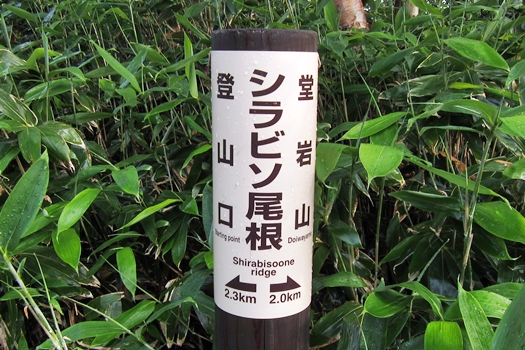 シラビソ尾根
登山口
Starting point
堂岩山
Doiwayama
Shirabisoone
ridge
2.3km
2.0km